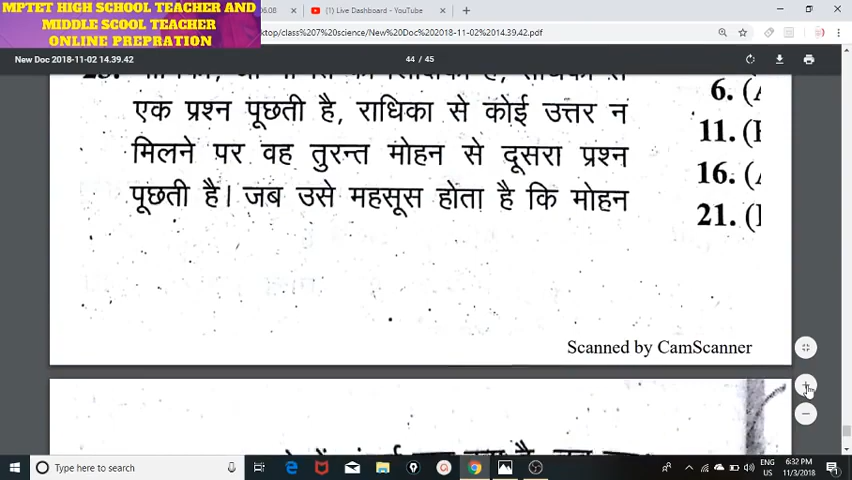 MPTET HIGH SCHOOL TEACHER AND
MIDDLE SCOOL TEACHER
ONLINE PREPRATION
6.08
(1) Live Dashboard - YouTube
ktop/class%207%20science/New%20Doc%202018-11-02%2014.39.42.pdf
New Doc 2018-11-02 14.39.42
44 / 45
एक प्रश्न पूछती है, राधिका से कोई उत्तर न
मिलने पर वह तुरन्त मोहन से दूसरा प्रश्न
पूछती है। जब उसे महसूस होता है कि मोहन
6. (A
11. (
16. (A
21. (
Scanned by CamScanner
Type here to search
ENG
IN
6:32 PM
11/3/2018